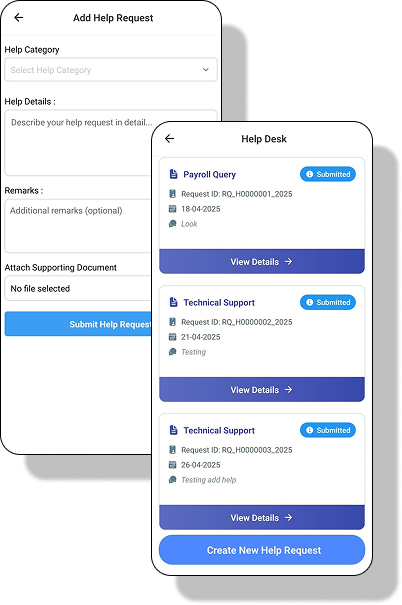 Add Help Request
Help Category
Select Help Category
Help Details :
Describe your help request in detail...
Remarks :
Additional remarks (optional)
Attach Supporting Document
No file selected
Submit Help Request
Help Desk
Payroll Query
Submitted
Request ID: RQ_H0000001_2025
18-04-2025
Look
View Details
Technical Support
Submitted
Request ID: RQ_H0000002_2025
21-04-2025
Testing
View Details
Technical Support
Submitted
Request ID: RQ_H0000003_2025
26-04-2025
Testing add help
View Details
Create New Help Request